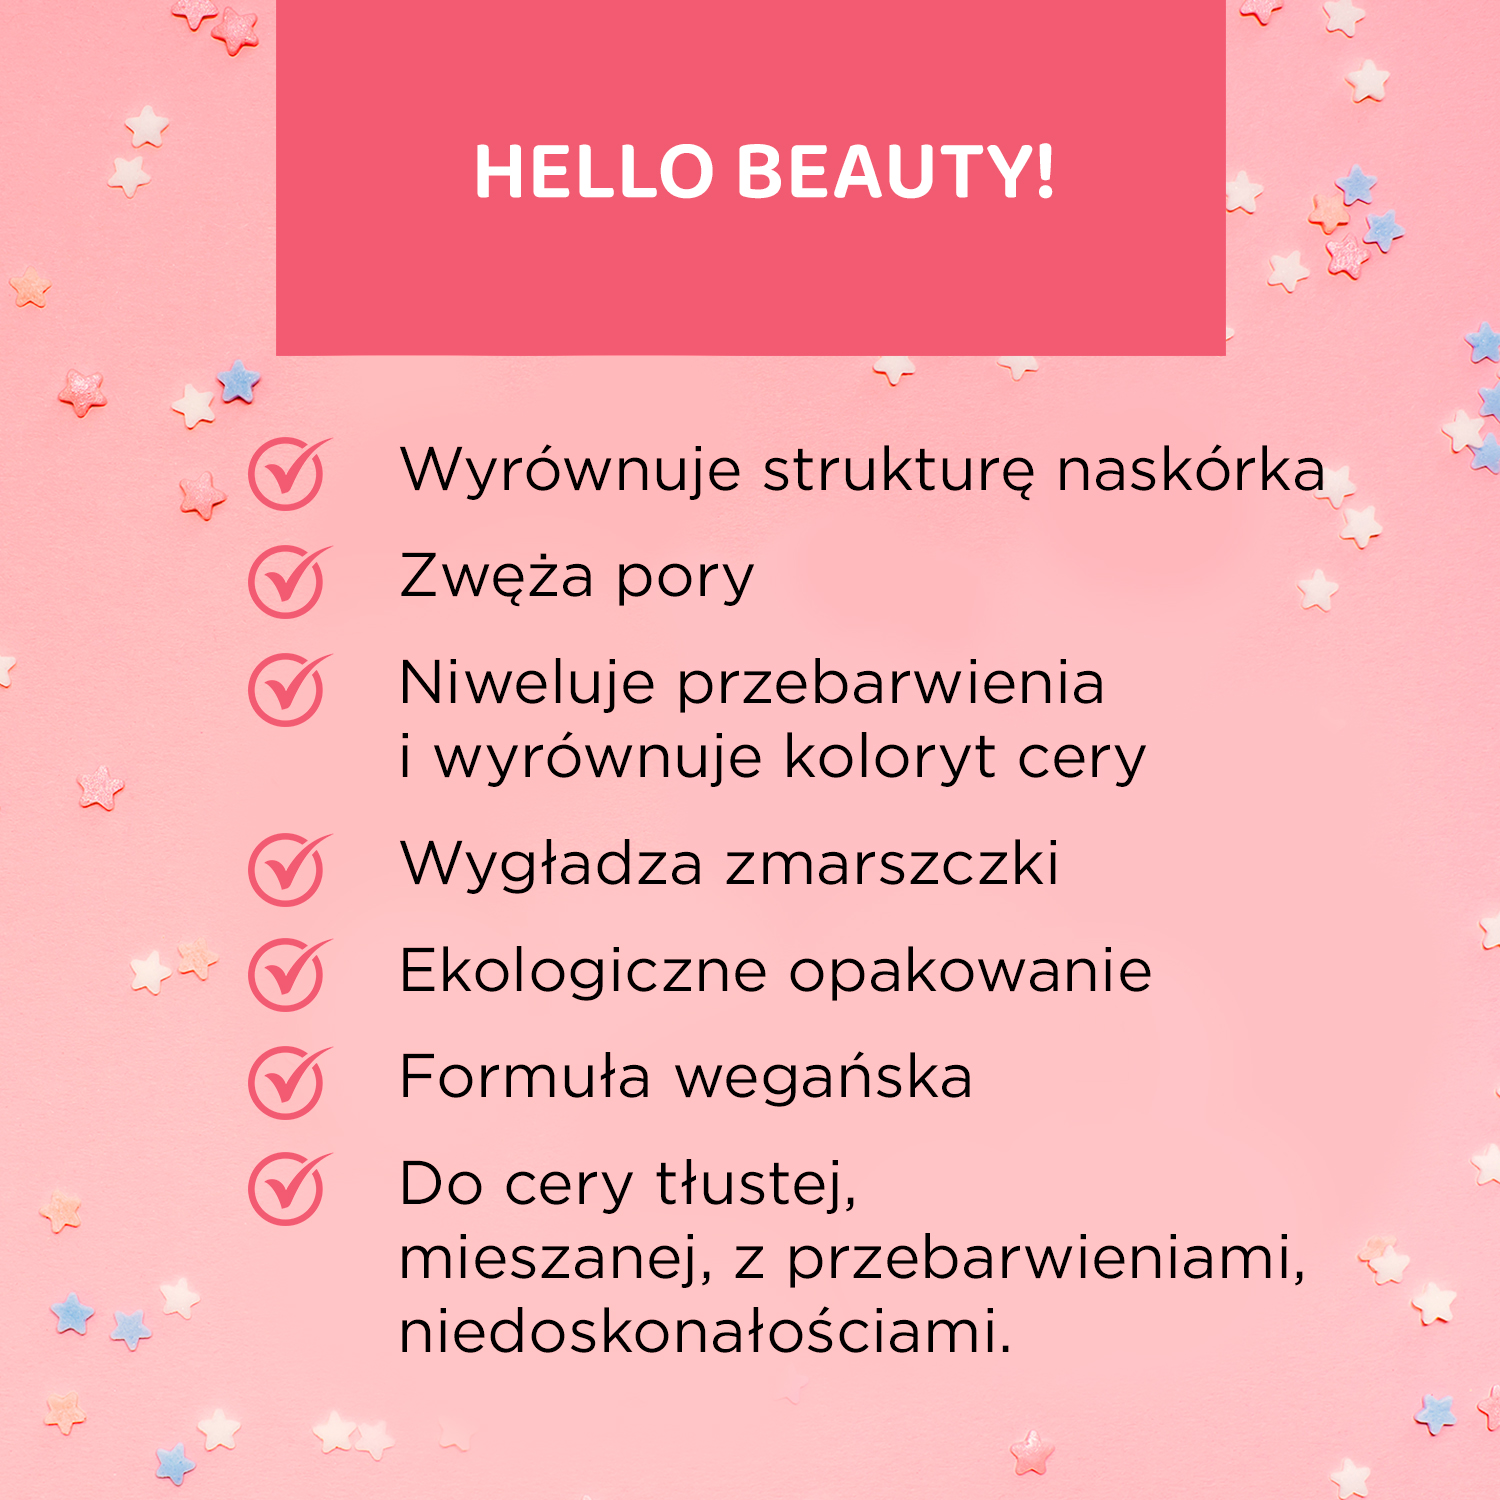 HELLO BEAUTY!
Wyrównuje strukturę naskórka
Zwęża pory
Niweluje przebarwienia
i wyrównuje koloryt cery
Wygładza zmarszczki
Ekologiczne opakowanie
Formuła wegańska
Do cery tłustej,
mieszanej, z przebarwieniami,
niedoskonałościami.